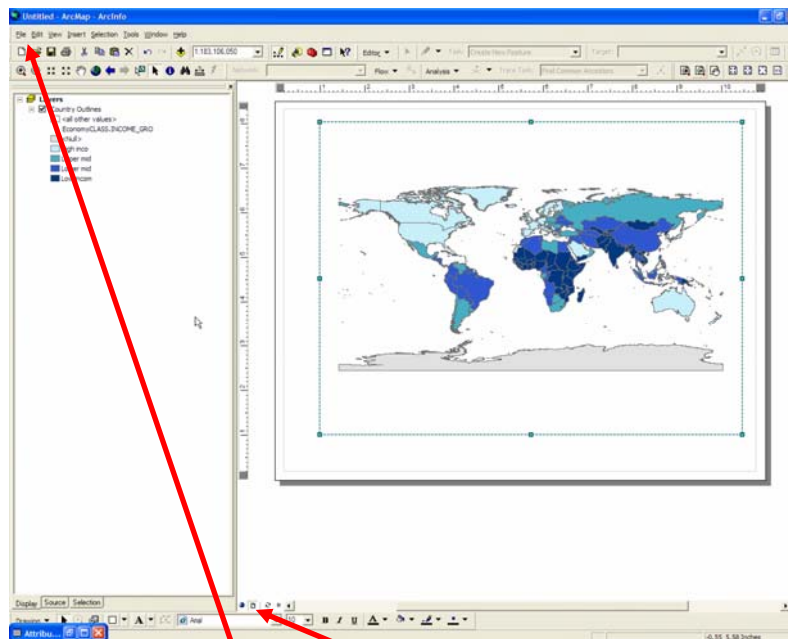 Untitled - ArcMap - ArcInfo
File Edit View Insert Selection Tools Window Help
1:183,106,050 Editor Task: Create New Feature Target:
Network: Flow Analysis Trace Task: Find Common Ancestors
Layers
Country Outlines
<all other values>
EconomyCLASS.INCOME_GRO
<Null>
High inco
Upper mid
Lower mid
Low incom
Display Source Selection
Drawing A Arial 10 B I U A
Attribu...
-0.55 5.58 Inches